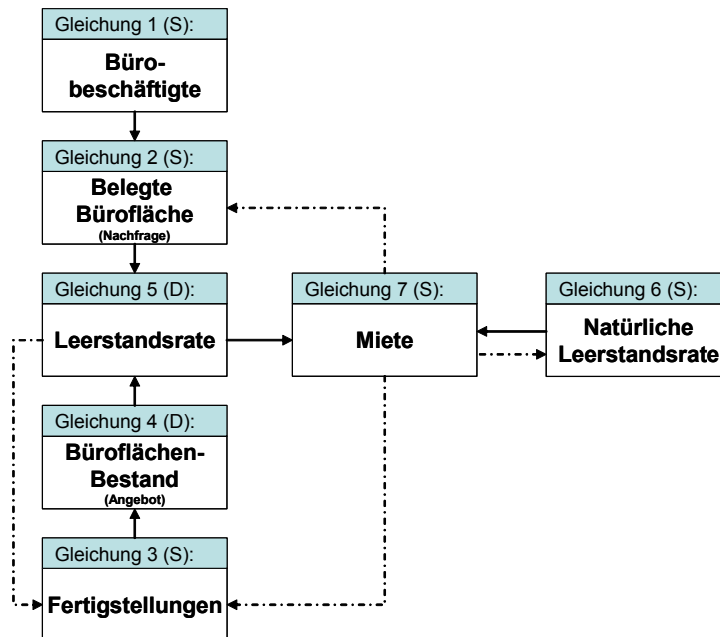 Gleichung 1 (S):
Büro-
beschäftigte
Gleichung 2 (S):
Belegte
Bürofläche
(Nachfrage)
Gleichung 5 (D):
Leerstandsrate
Gleichung 7 (S):
Miete
Gleichung 6 (S):
Natürliche
Leerstandsrate
Gleichung 4 (D):
Büroflächen-
Bestand
(Angebot)
Gleichung 3 (S):
Fertigstellungen